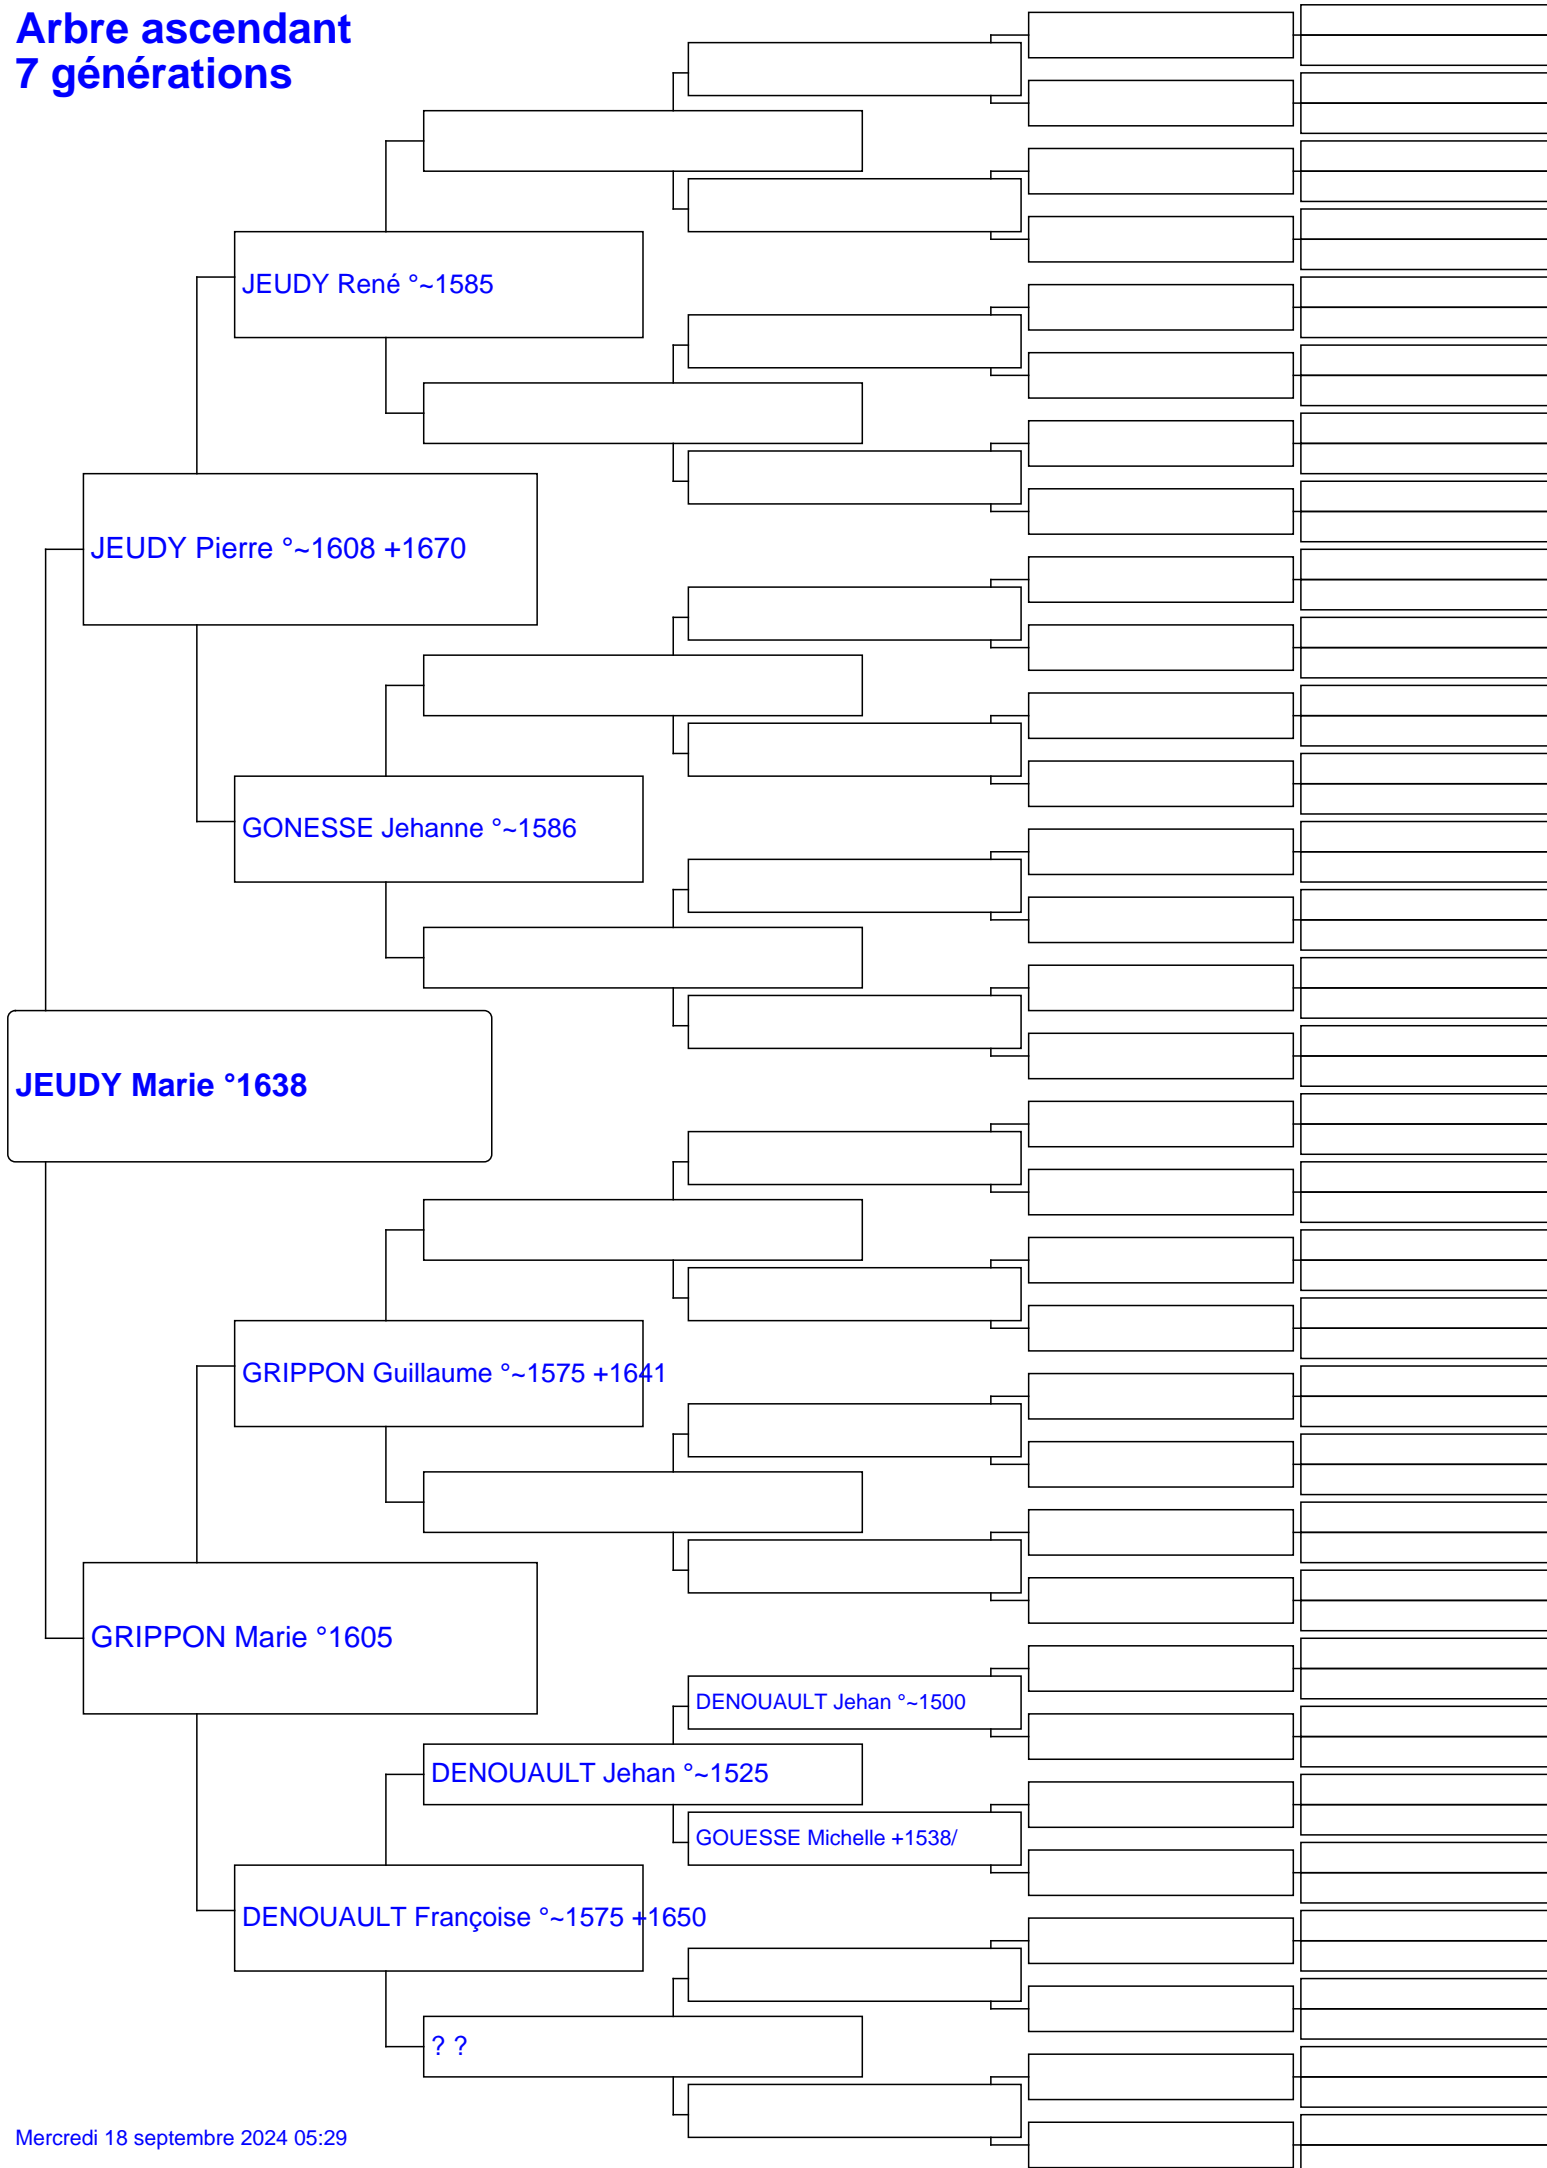 Arbre ascendant
7 générations
JEUDY René °~1585
JEUDY Pierre °~1608 +1670
GONESSE Jehanne °~1586
JEUDY Marie °1638
GRIPPON Guillaume °~1575 +1641
GRIPPON Marie °1605
DENOUAULT Jehan °~1500
DENOUAULT Jehan °~1525
GOUESSE Michelle +1538/
DENOUAULT Françoise °~1575 +1650
? ?
Mercredi 18 septembre 2024 05:29